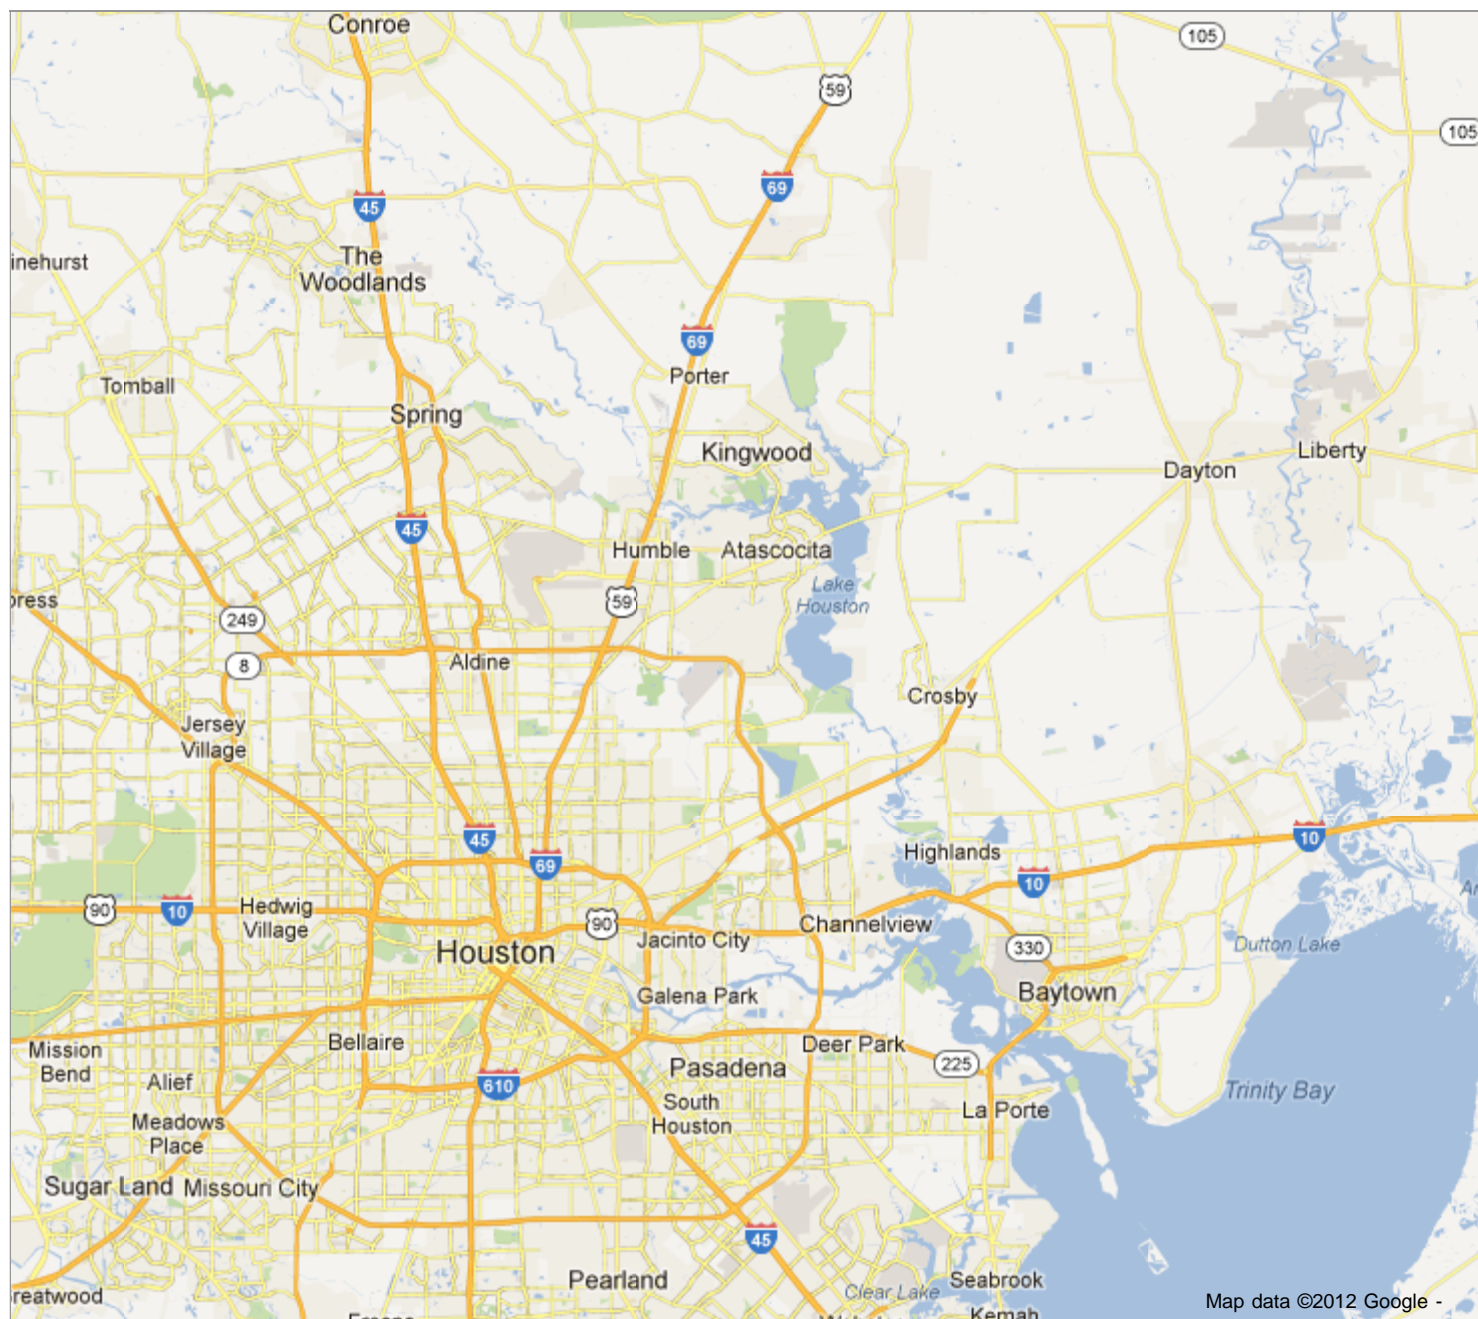 Conroe
105
59
105
69
45
The
Woodlands
inehurst
69
Porter
Tomball
Spring
Kingwood
Liberty
Dayton
45
Humble
Atascocita
Lake
Houston
press
59
249
8
Aldine
Crosby
Jersey
Village
45
10
Highlands
69
10
90
10
Hedwig
Village
90
Channelview
Jacinto City
Houston
330
Dutton Lake
Baytown
Galena Park
Bellaire
Deer Park
Mission
Bend
225
Pasadena
Alief
610
Trinity Bay
South
Houston
La Porte
Meadows
Place
Sugar Land
Missouri City
45
Pearland
Seabrook
Clear Lake
reatwood
Map data ©2012 Google -
Kemah